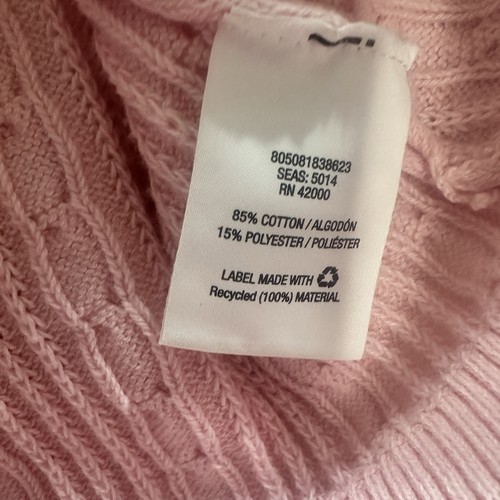 805081838623
SEAS: 5014
RN 42000
85% COTTON / ALGODÓN
15% POLYESTER / POLIÉSTER
LABEL MADE WITH
Recycled (100%) MATERIAL